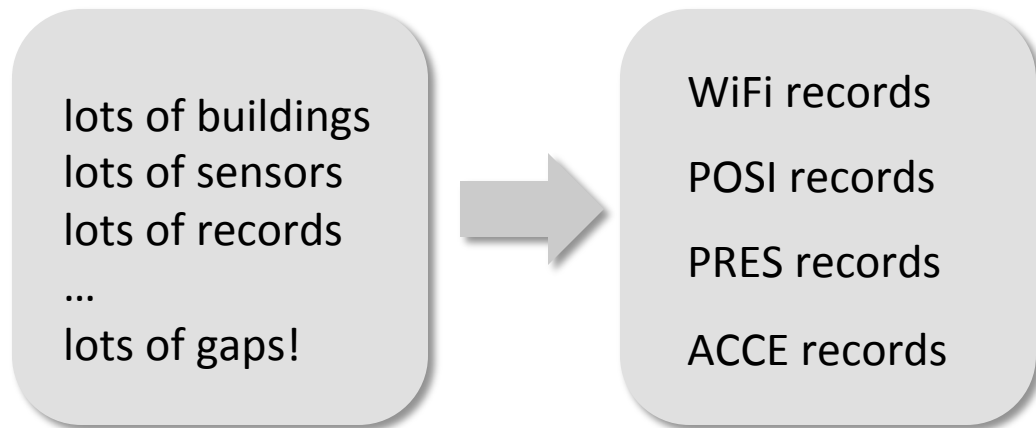 lots of buildings
lots of sensors
lots of records
…
lots of gaps!
WiFi records
POSI records
PRES records
ACCE records